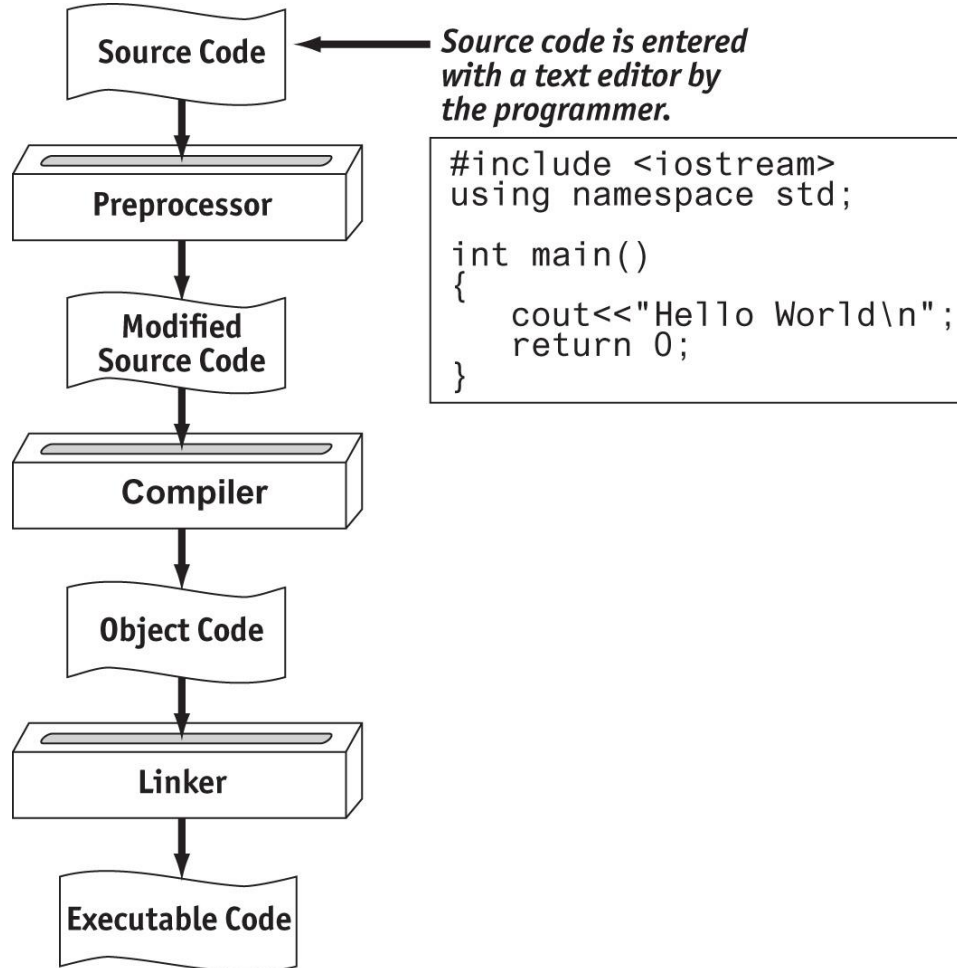 Source Code
Source code is entered
with a text editor by
the programmer.
#include <iostream>
using namespace std;
int main()
{
cout<<"Hello World\n";
return 0;
}
Preprocessor
Modified
Source Code
Compiler
Object Code
Linker
Executable Code